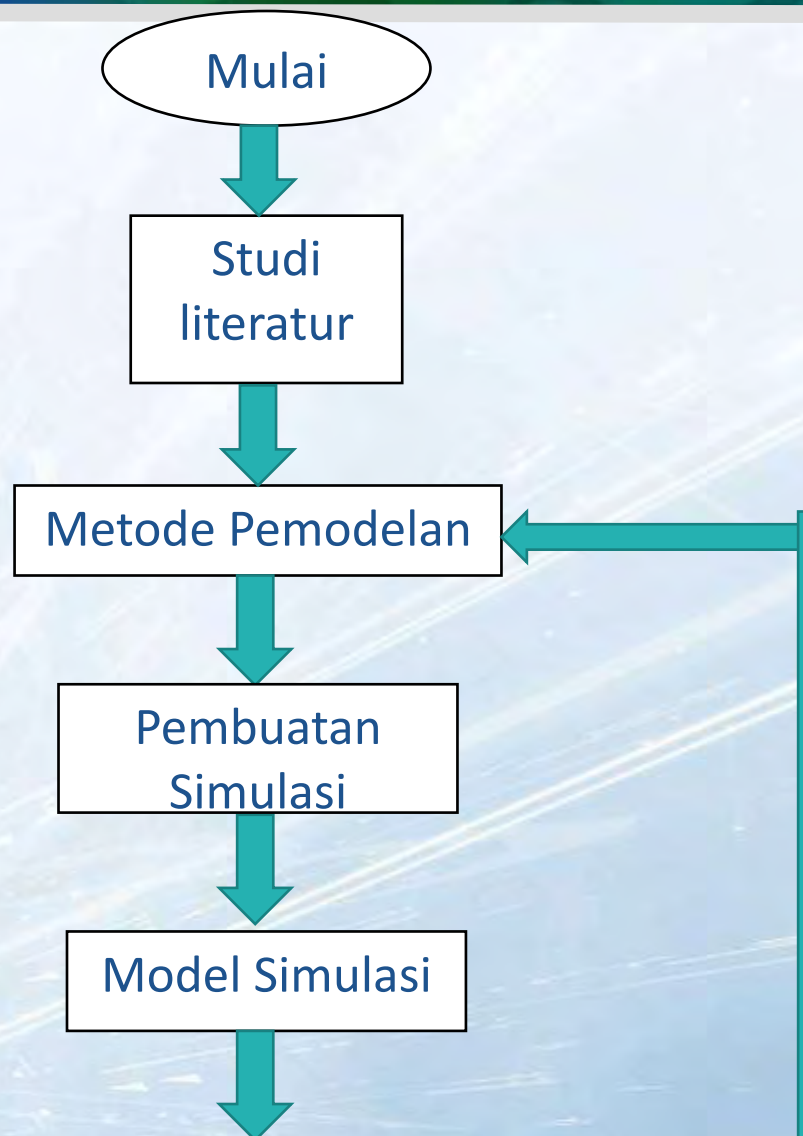 Mulai
Studi
literatur
Metode Pemodelan
Pembuatan
Simulasi
Model Simulasi